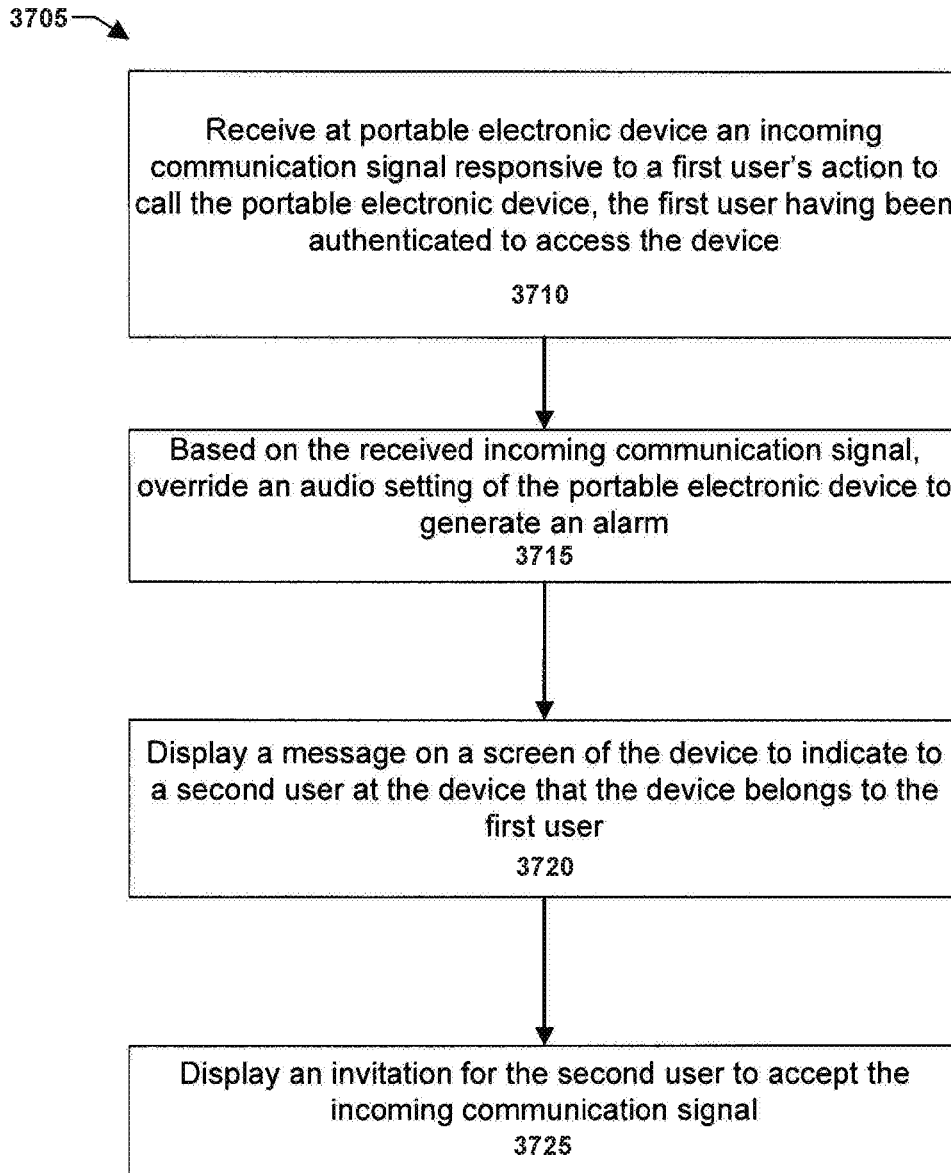 3705
Receive at portable electronic device an incoming
communication signal responsive to a first user's action to
call the portable electronic device, the first user having been
authenticated to access the device
3710
Based on the received incoming communication signal,
override an audio setting of the portable electronic device to
generate an alarm
3715
Display a message on a screen of the device to indicate to
a second user at the device that the device belongs to the
first user
3720
Display an invitation for the second user to accept the
incoming communication signal
3725